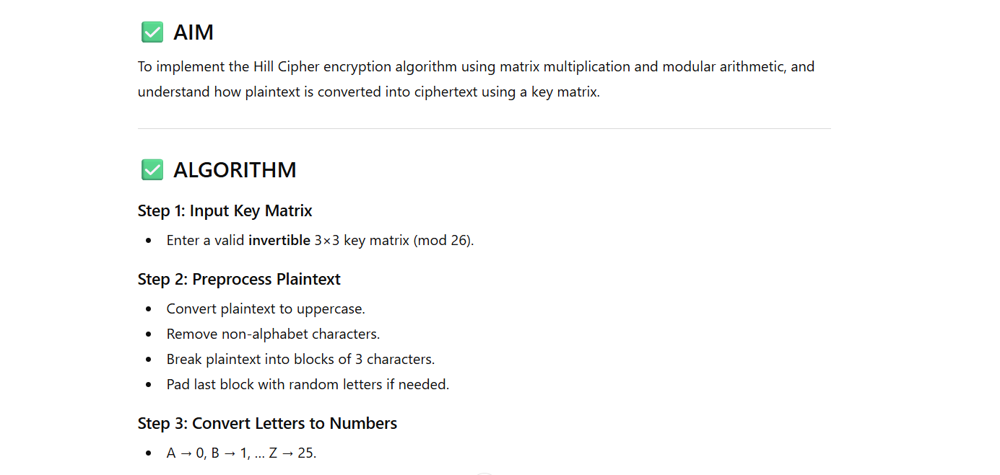 ✅ AIM
To implement the Hill Cipher encryption algorithm using matrix multiplication and modular arithmetic, and
understand how plaintext is converted into ciphertext using a key matrix.
✅ ALGORITHM
Step 1: Input Key Matrix
• Enter a valid invertible 3×3 key matrix (mod 26).
Step 2: Preprocess Plaintext
• Convert plaintext to uppercase.
• Remove non-alphabet characters.
• Break plaintext into blocks of 3 characters.
• Pad last block with random letters if needed.
Step 3: Convert Letters to Numbers
• A → 0, B → 1, ... Z → 25.